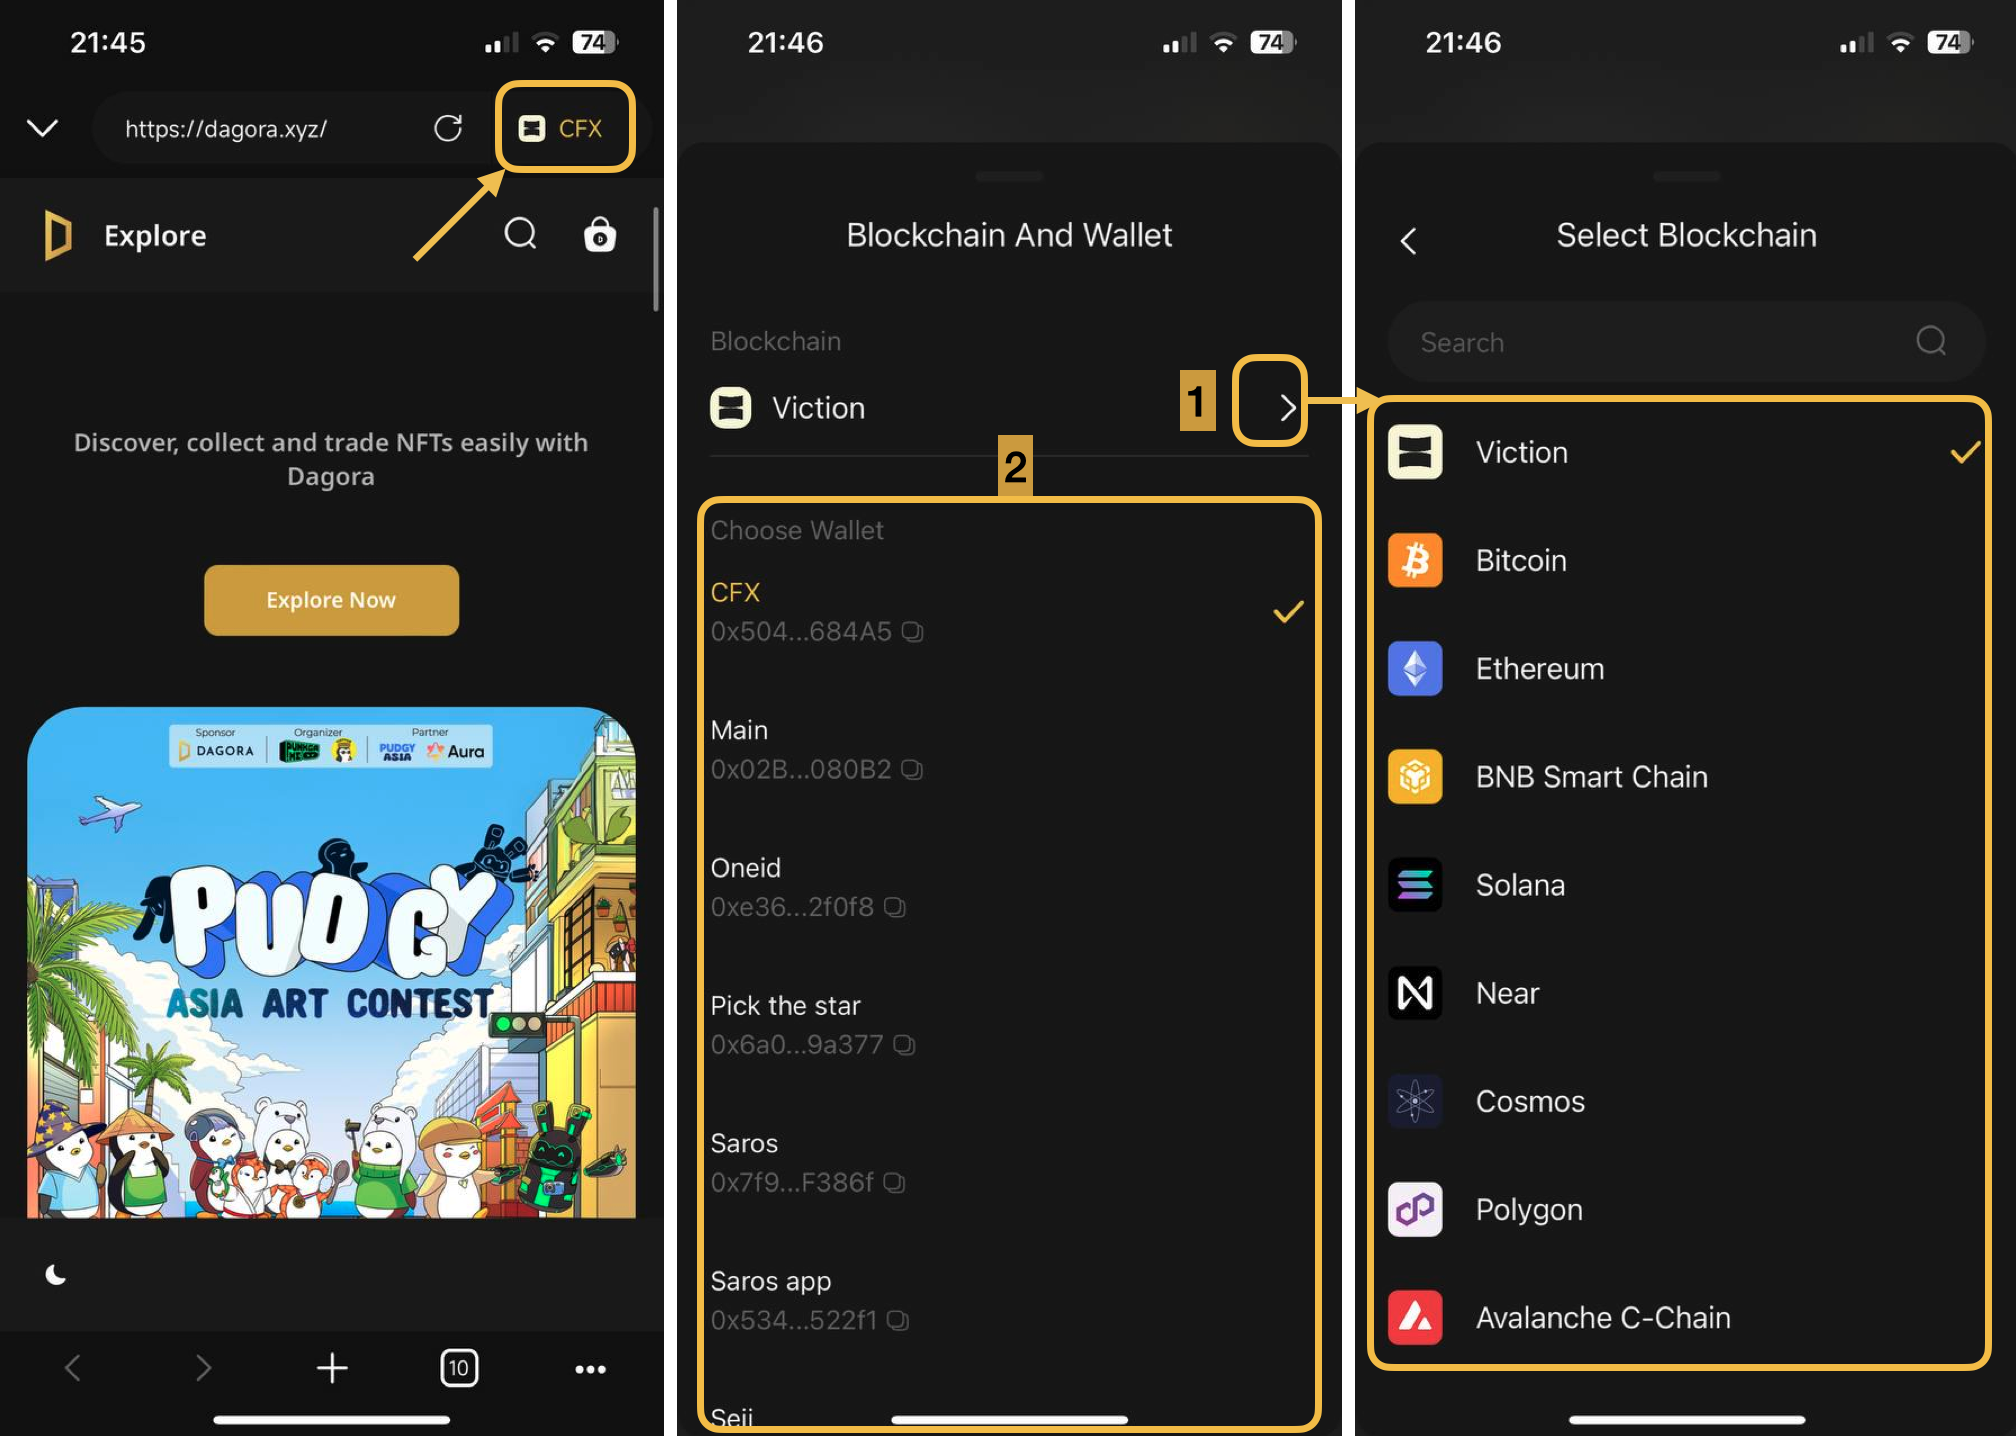 21:45
74
https://dagora.xyz/
CFX
Explore
Discover, collect and trade NFTs easily with
Dagora
Explore Now
Sponsor
Organizer
Partner
DAGORA
PUDGY
ASIA
Aura
PUDGY
ASIA ART CONTEST
10
21:46
74
Blockchain And Wallet
Blockchain
Viction
1
2
Choose Wallet
CFX
0x504...684A5
Main
0x02B...080B2
Oneid
0xe36...2f0f8
Pick the star
0x6a0...9a377
Saros
0x7f9...F386f
Saros app
0x534...522f1
21:46
74
Select Blockchain
Search
Viction
Bitcoin
Ethereum
BNB Smart Chain
Solana
Near
Cosmos
Polygon
Avalanche C-Chain